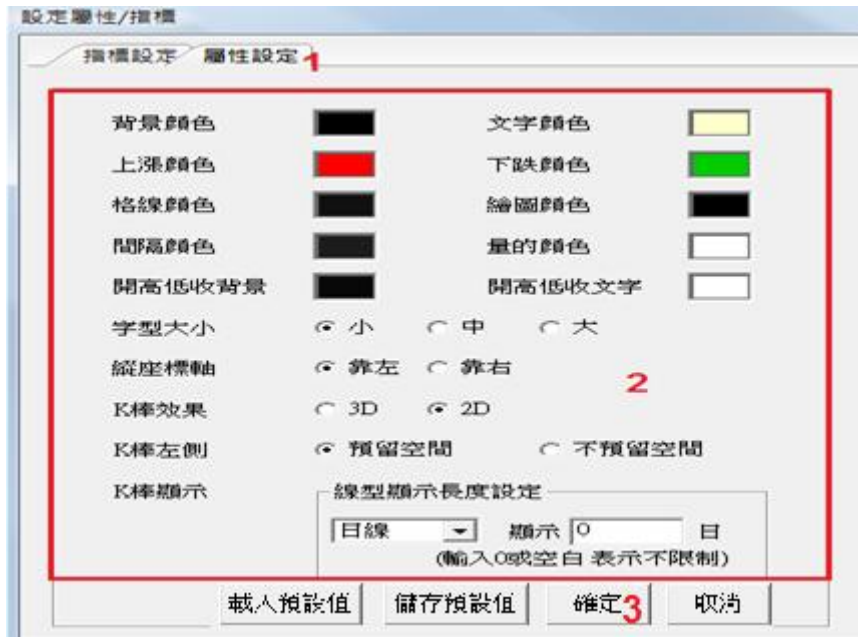 設定屬性/指標
指標設定 屬性設定 1
背景顏色 文字顏色
上漲顏色 下跌顏色
格線顏色 繪圖顏色
間隔顏色 量的顏色
開高低收背景 開高低收文字
字型大小 小 中 大
縱座標軸 靠左 靠右
2
K棒效果 3D 2D
K棒左側 預留空間 不預留空間
K棒顯示 線型顯示長度設定
日線 顯示 0 日
(輸入0或空白 表示不限制)
載入預設值 儲存預設值 確定 3 取消